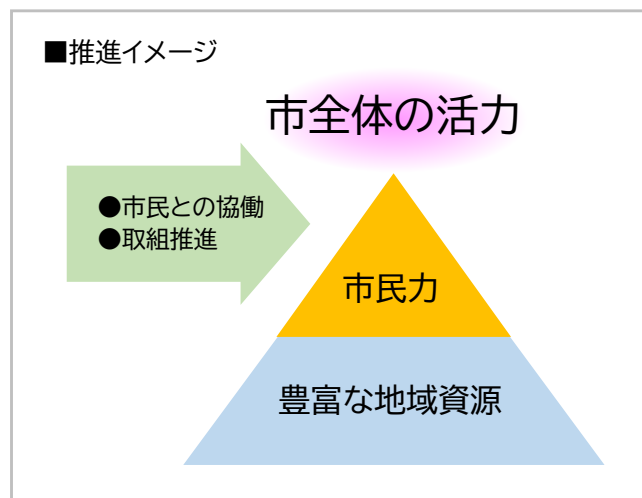 ■推進イメージ
市全体の活力
●市民との協働
●取組推進
市民力
豊富な地域資源